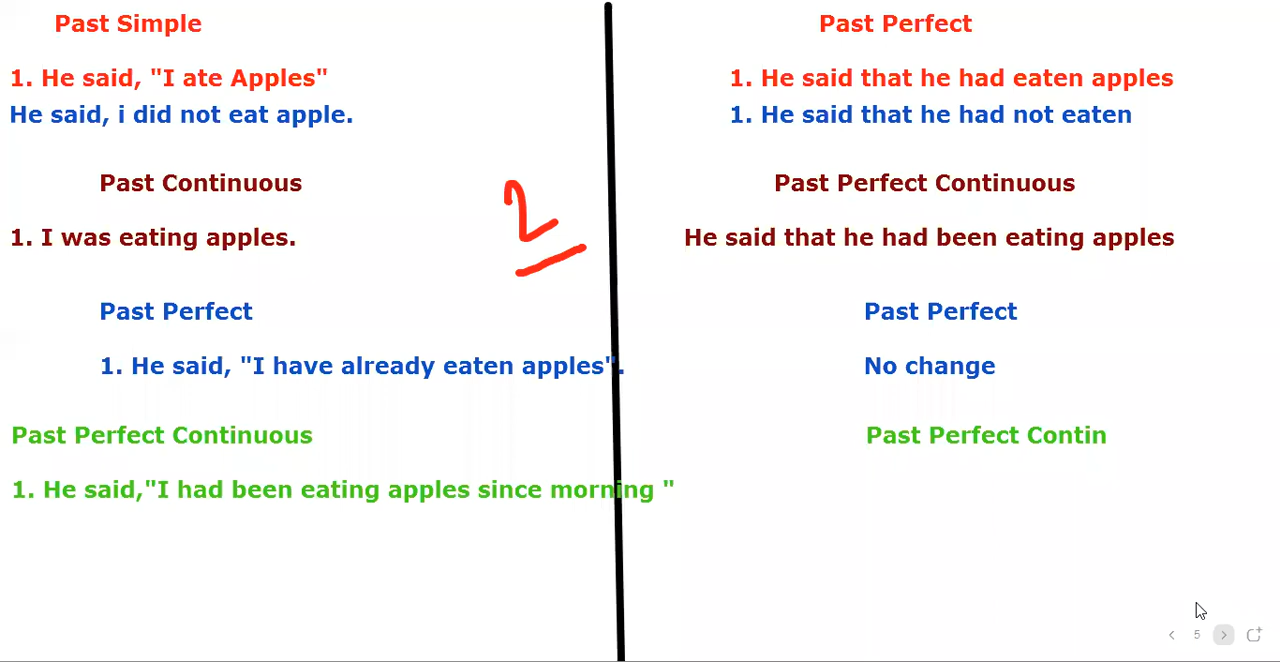 Past Simple
1. He said, "I ate Apples"
He said, i did not eat apple.
Past Continuous
1. I was eating apples.
2
Past Perfect
1. He said, "I have already eaten apples".
Past Perfect Continuous
1. He said,"I had been eating apples since morning "
Past Perfect
1. He said that he had eaten apples
1. He said that he had not eaten
Past Perfect Continuous
He said that he had been eating apples
Past Perfect
No change
Past Perfect Contin
5